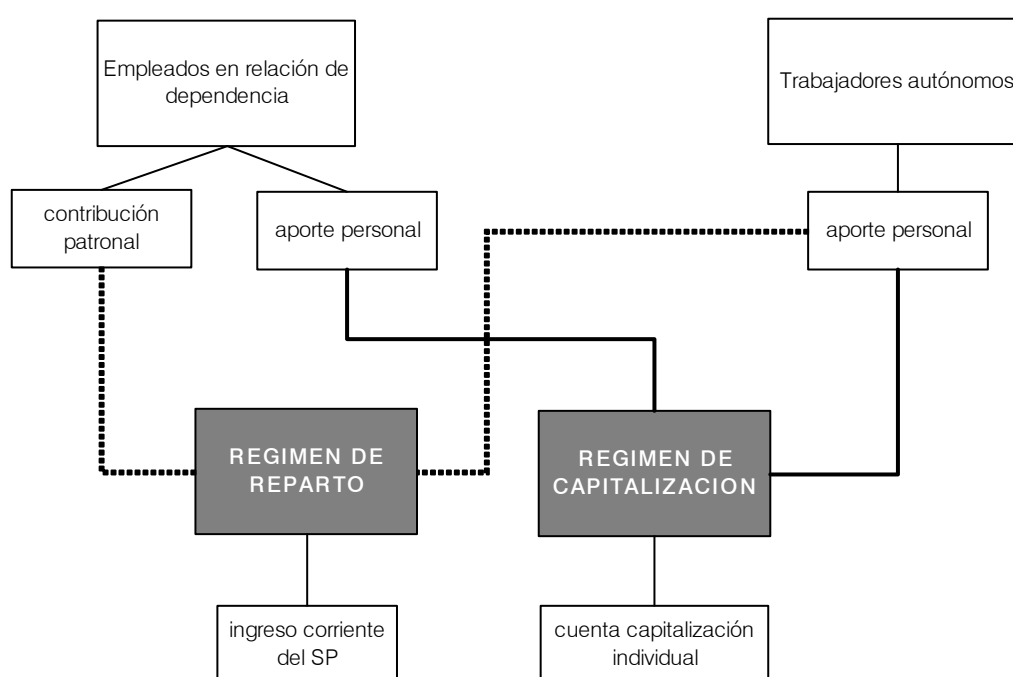 Empleados en relación de
dependencia
Trabajadores autónomos
contribución
patronal
aporte personal
aporte personal
REGIMEN DE
REPARTO
REGIMEN DE
CAPITALIZACION
ingreso corriente
del SP
cuenta capitalización
individual